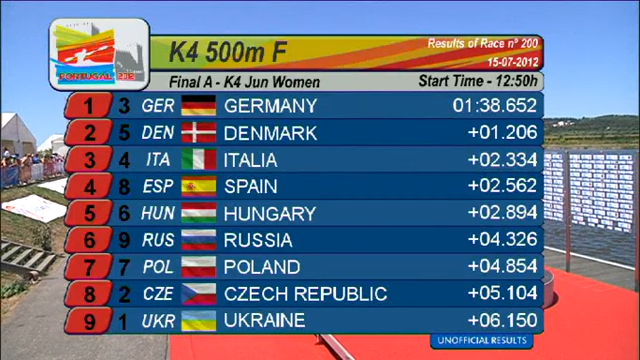 PORTUGAL 2012
K4 500m F
Results of Race nº 200
15-07-2012
Final A - K4 Jun Women
Start Time - 12:50h
1 3 GER GERMANY 01:38.652
2 5 DEN DENMARK +01.206
3 4 ITA ITALIA +02.334
4 8 ESP SPAIN +02.562
5 6 HUN HUNGARY +02.894
6 9 RUS RUSSIA +04.326
7 7 POL POLAND +04.854
8 2 CZE CZECH REPUBLIC +05.104
9 1 UKR UKRAINE +06.150
UNOFFICIAL RESULTS